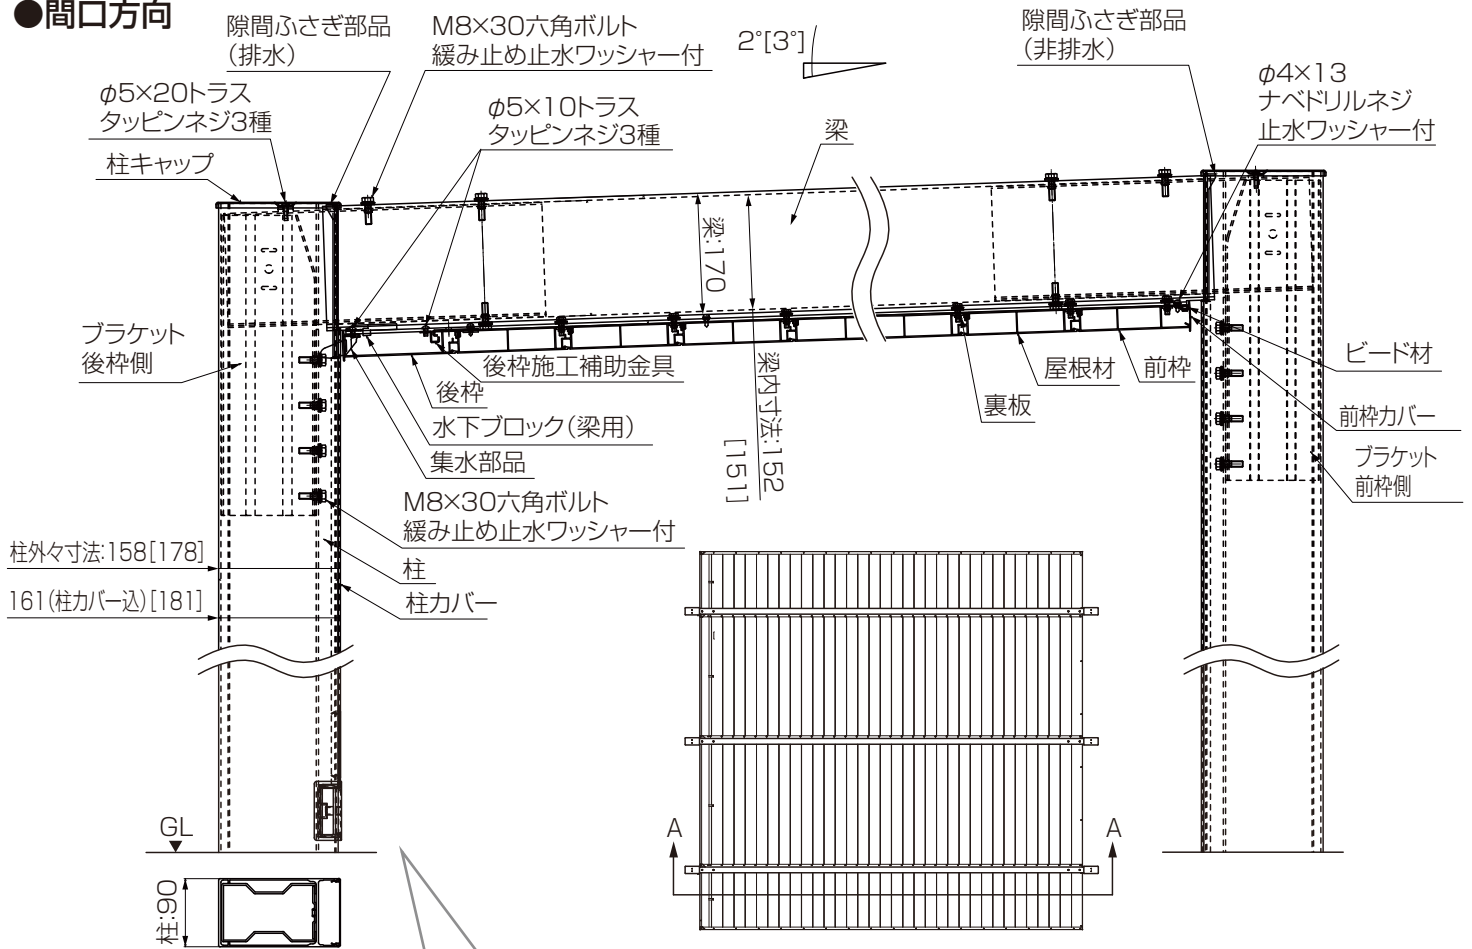 ●間口方向
隙間ふさぎ部品
（排水）
M8×30六角ボルト
緩み止め止水ワッシャー付
2°[3°]
隙間ふさぎ部品
（非排水）
φ4×13
ナベドリルネジ
止水ワッシャー付
φ5×20トラス
タッピンネジ3種
φ5×10トラス
タッピンネジ3種
梁
柱キャップ
梁:170
梁内寸法:152
[151]
ブラケット
後枠側
後枠施工補助金具
後枠
水下ブロック（梁用）
集水部品
裏板
屋根材
前枠
ビード材
前枠カバー
ブラケット
前枠側
M8×30六角ボルト
緩み止め止水ワッシャー付
柱外々寸法:158[178]
柱
161(柱カバー込)[181]
柱カバー
GL
A
A
柱:90